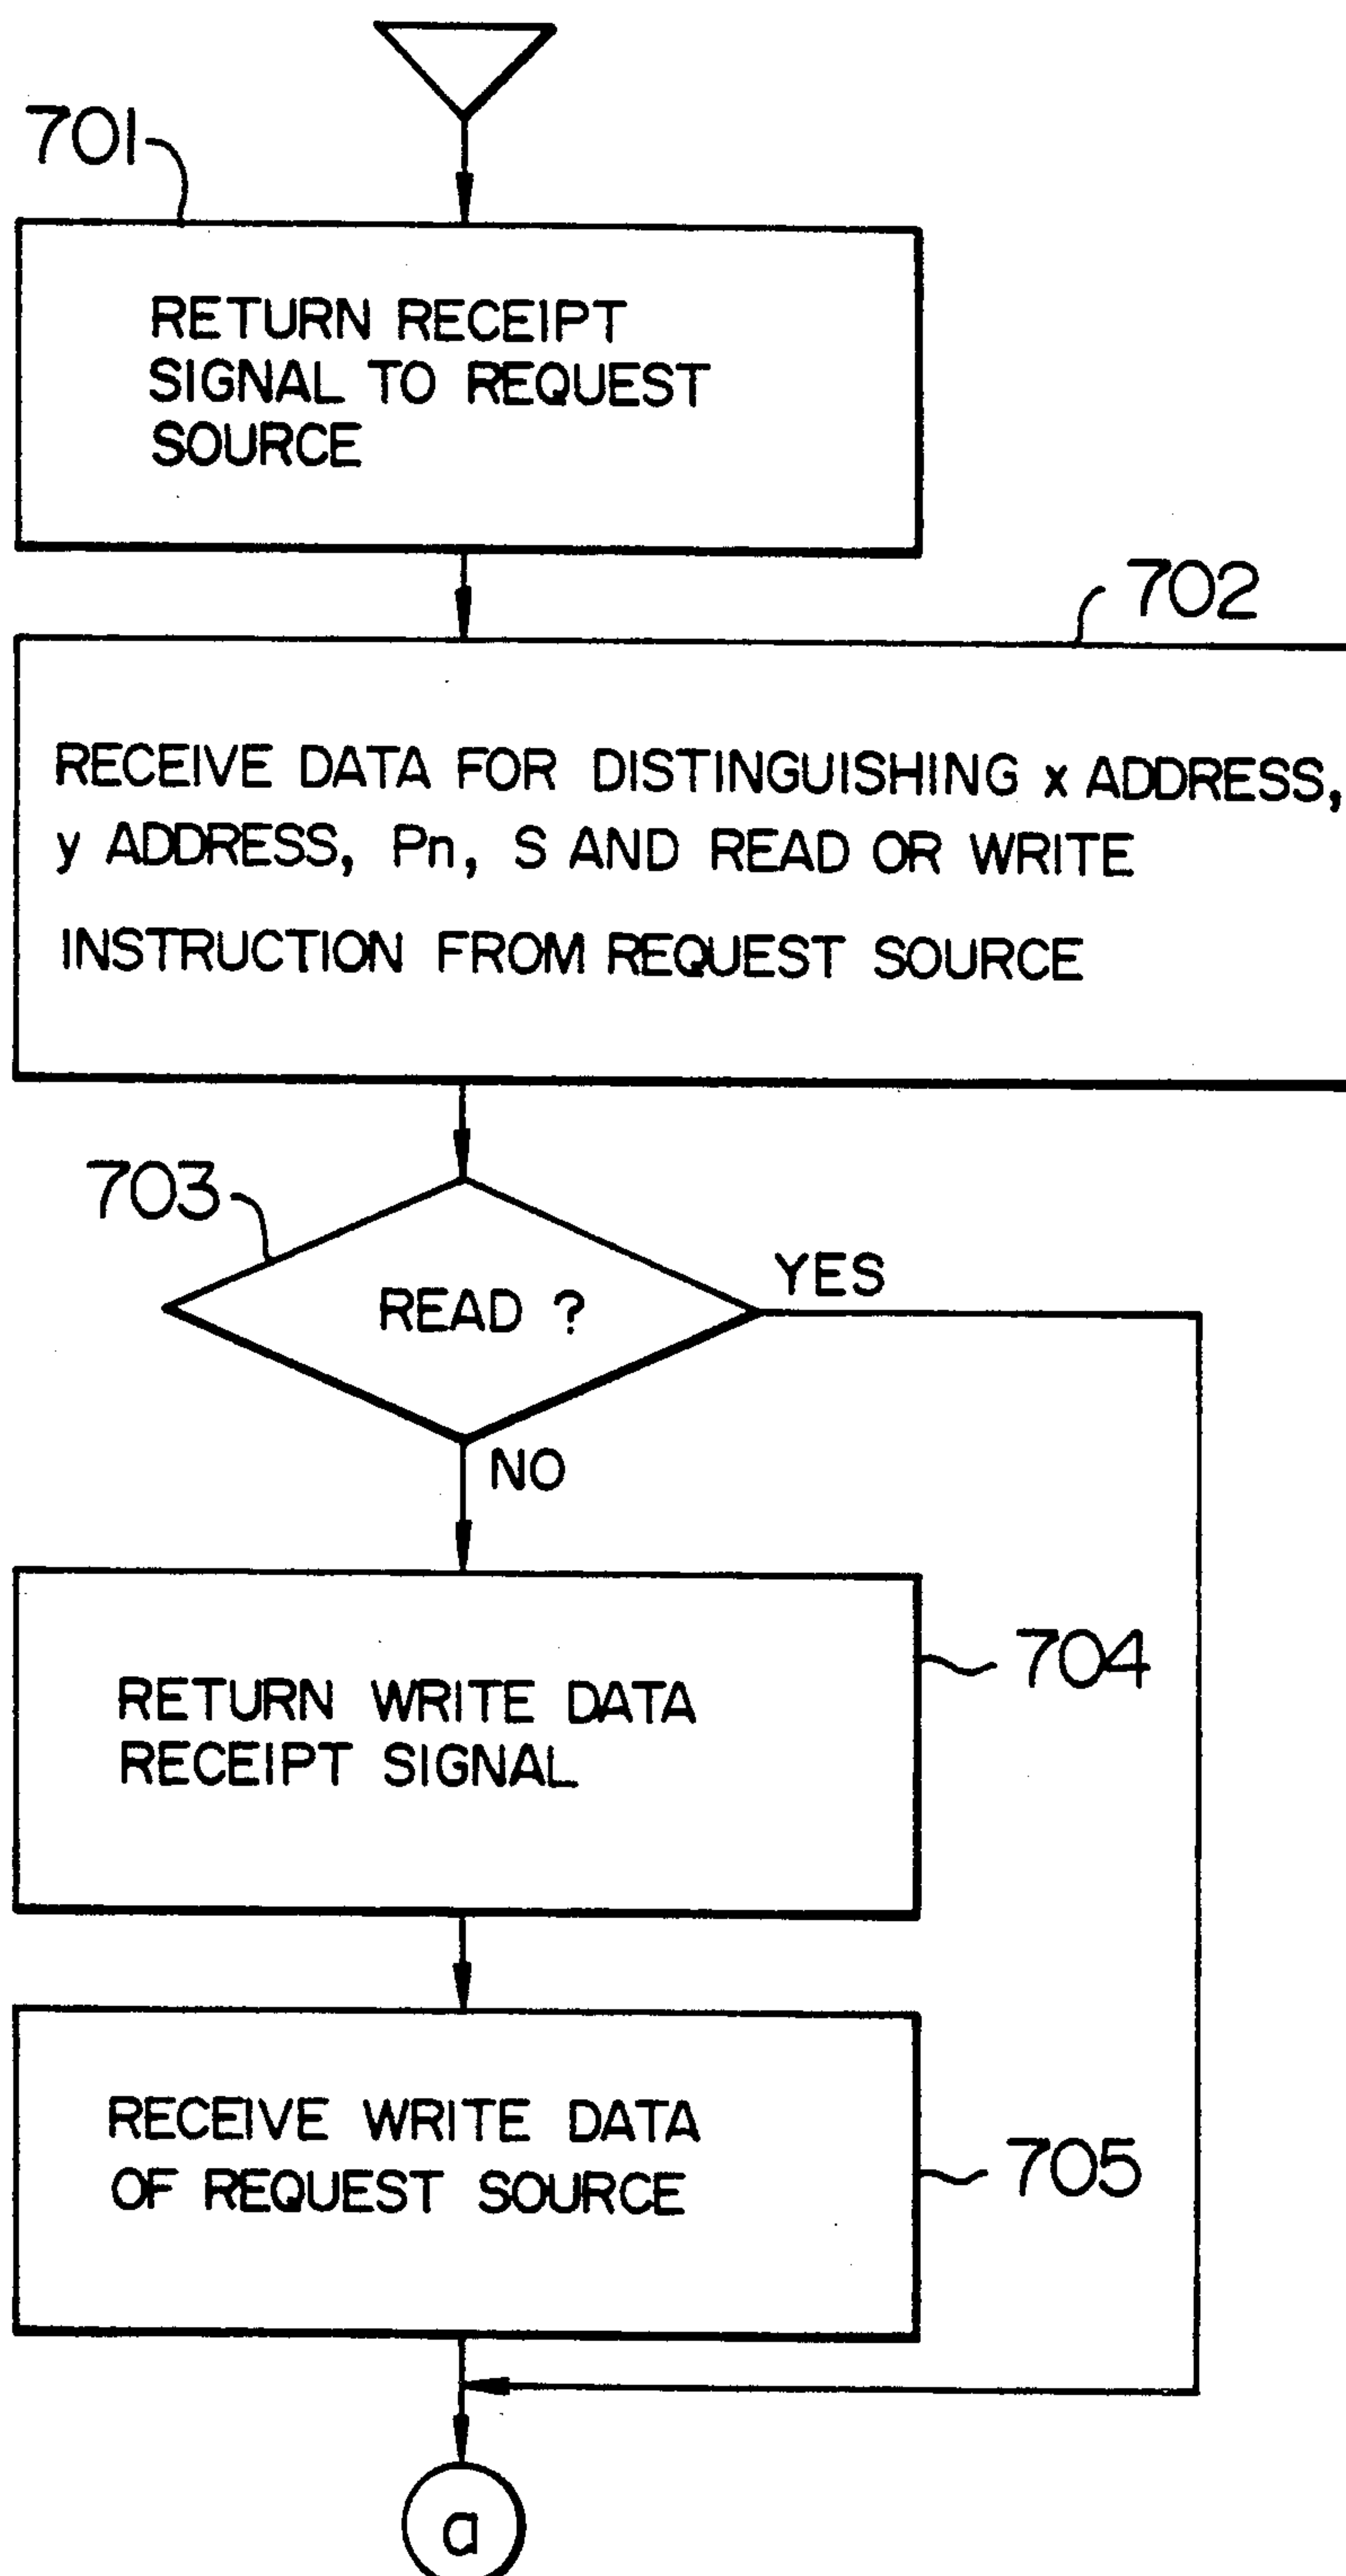 701
RETURN RECEIPT
SIGNAL TO REQUEST
SOURCE
702
RECEIVE DATA FOR DISTINGUISHING x ADDRESS,
y ADDRESS, Pn, S AND READ OR WRITE
INSTRUCTION FROM REQUEST SOURCE
703
READ ?
YES
NO
704
RETURN WRITE DATA
RECEIPT SIGNAL
705
RECEIVE WRITE DATA
OF REQUEST SOURCE
a